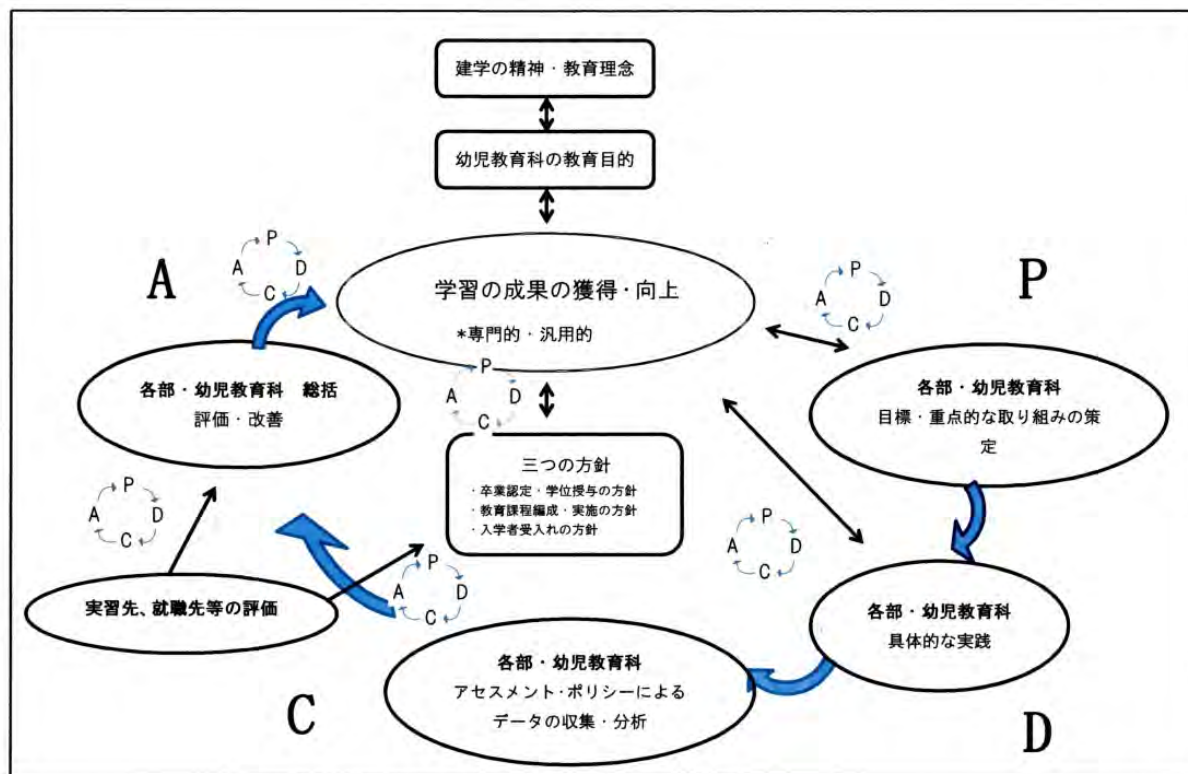 建学の精神・教育理念
幼児教育科の教育目的
学習の成果の獲得・向上
*専門的・汎用的
P
A D
C
A
P
A D
C
P
各部・幼児教育科 総括
評価・改善
P
A D
C
各部・幼児教育科
目標・重点的な取り組みの策
定
三つの方針
・卒業認定・学位授与の方針
・教育課程編成・実施の方針
・入学者受入れの方針
P
A D
C
P
A D
C
実習先、就職先等の評価
P
A D
C
各部・幼児教育科
具体的な実践
各部・幼児教育科
アセスメント・ポリシーによる
データの収集・分析
C
D